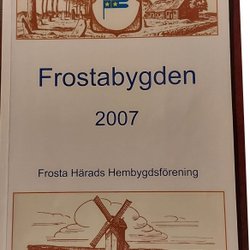 Frostabygden
2007
Frosta Härads Hembygdsförening